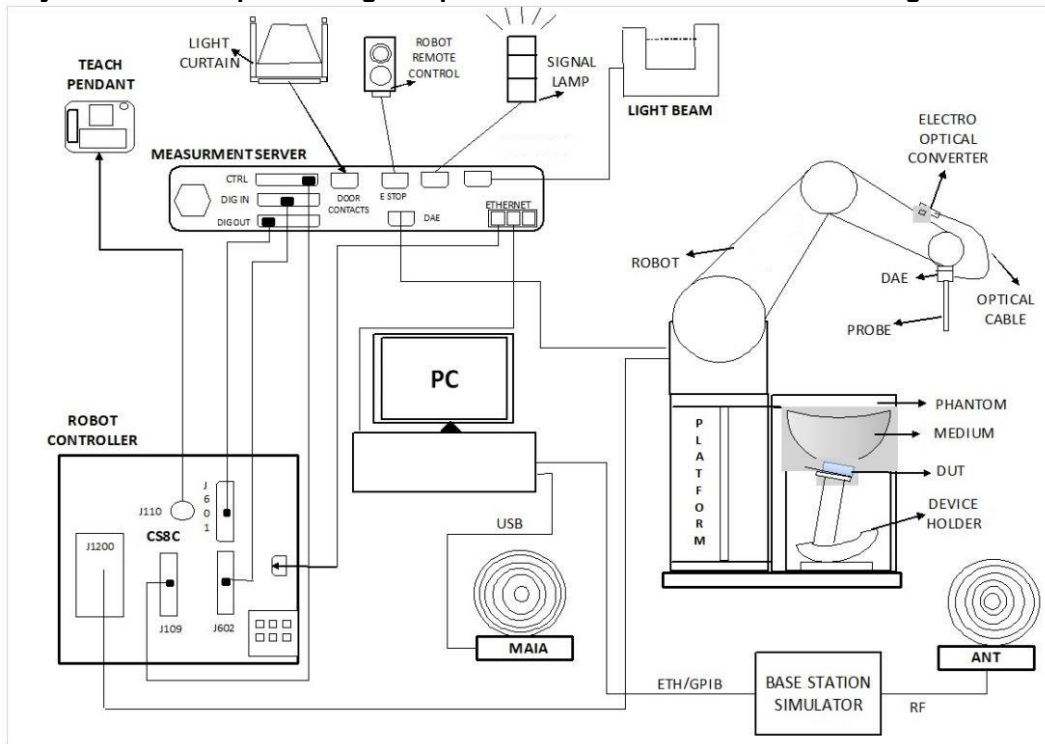 LIGHT
CURTAIN
ROBOT
REMOTE
CONTROL
SIGNAL
LAMP
LIGHT BEAM
TEACH
PENDANT
ELECTRO
OPTICAL
CONVERTER
MEASURMENT SERVER
CTRL
DIG IN
DIG OUT
DOOR
CONTACTS
E STOP
DAE
ETHERNET
ROBOT
DAE
OPTICAL
CABLE
PROBE
PC
PHANTOM
MEDIUM
DUT
DEVICE
HOLDER
PLATFORM
ROBOT
CONTROLLER
J601
J110
CS8C
J1200
J109
J602
USB
MAIA
ETH/GPIB
BASE STATION
SIMULATOR
RF
ANT